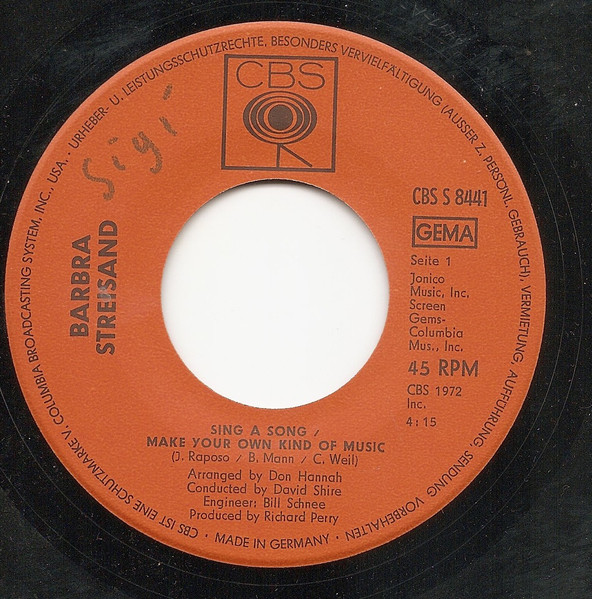 CBS IST EINE SCHUTZMARKE V. COLUMBIA BROADCASTING SYSTEM, INC., USA. · URHEBER- U. LEISTUNGSSCHUTZRECHTE, BESONDERS VERVIELFÄLTIGUNG (AUSSER Z. PERSÖNL. GEBRAUCH), VERMIETUNG, AUFFÜHRUNG, SENDUNG VORBEHALTEN
CBS
Sigi
BARBRA
STREISAND
CBS S 8441
GEMA
Seite 1
Jonico
Music, Inc.
Screen
Gems-
Columbia
Mus., Inc.
45 RPM
CBS 1972
Inc.
4:15
SING A SONG /
MAKE YOUR OWN KIND OF MUSIC
(J. Raposo / B. Mann / C. Weil)
Arranged by Don Hannah
Conducted by David Shire
Engineer: Bill Schnee
Produced by Richard Perry
· MADE IN GERMANY ·